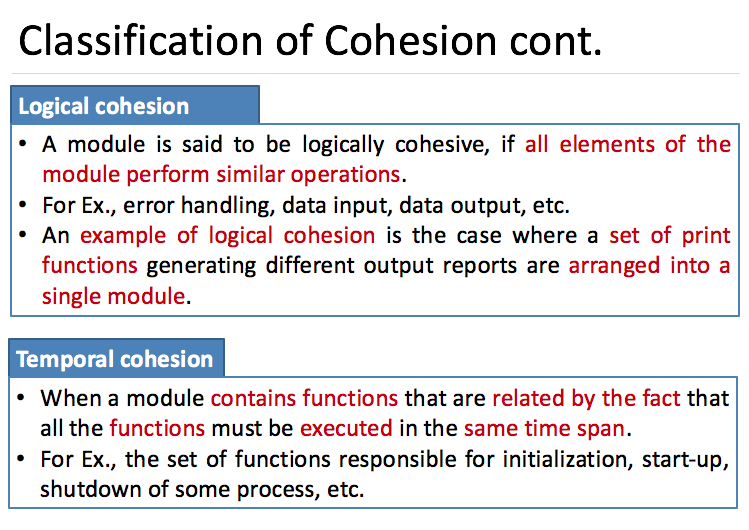 Classification of Cohesion cont.
Logical cohesion
• A module is said to be logically cohesive, if all elements of the
module perform similar operations.
• For Ex., error handling, data input, data output, etc.
• An example of logical cohesion is the case where a set of print
functions generating different output reports are arranged into a
single module.
Temporal cohesion
• When a module contains functions that are related by the fact that
all the functions must be executed in the same time span.
• For Ex., the set of functions responsible for initialization, start-up,
shutdown of some process, etc.